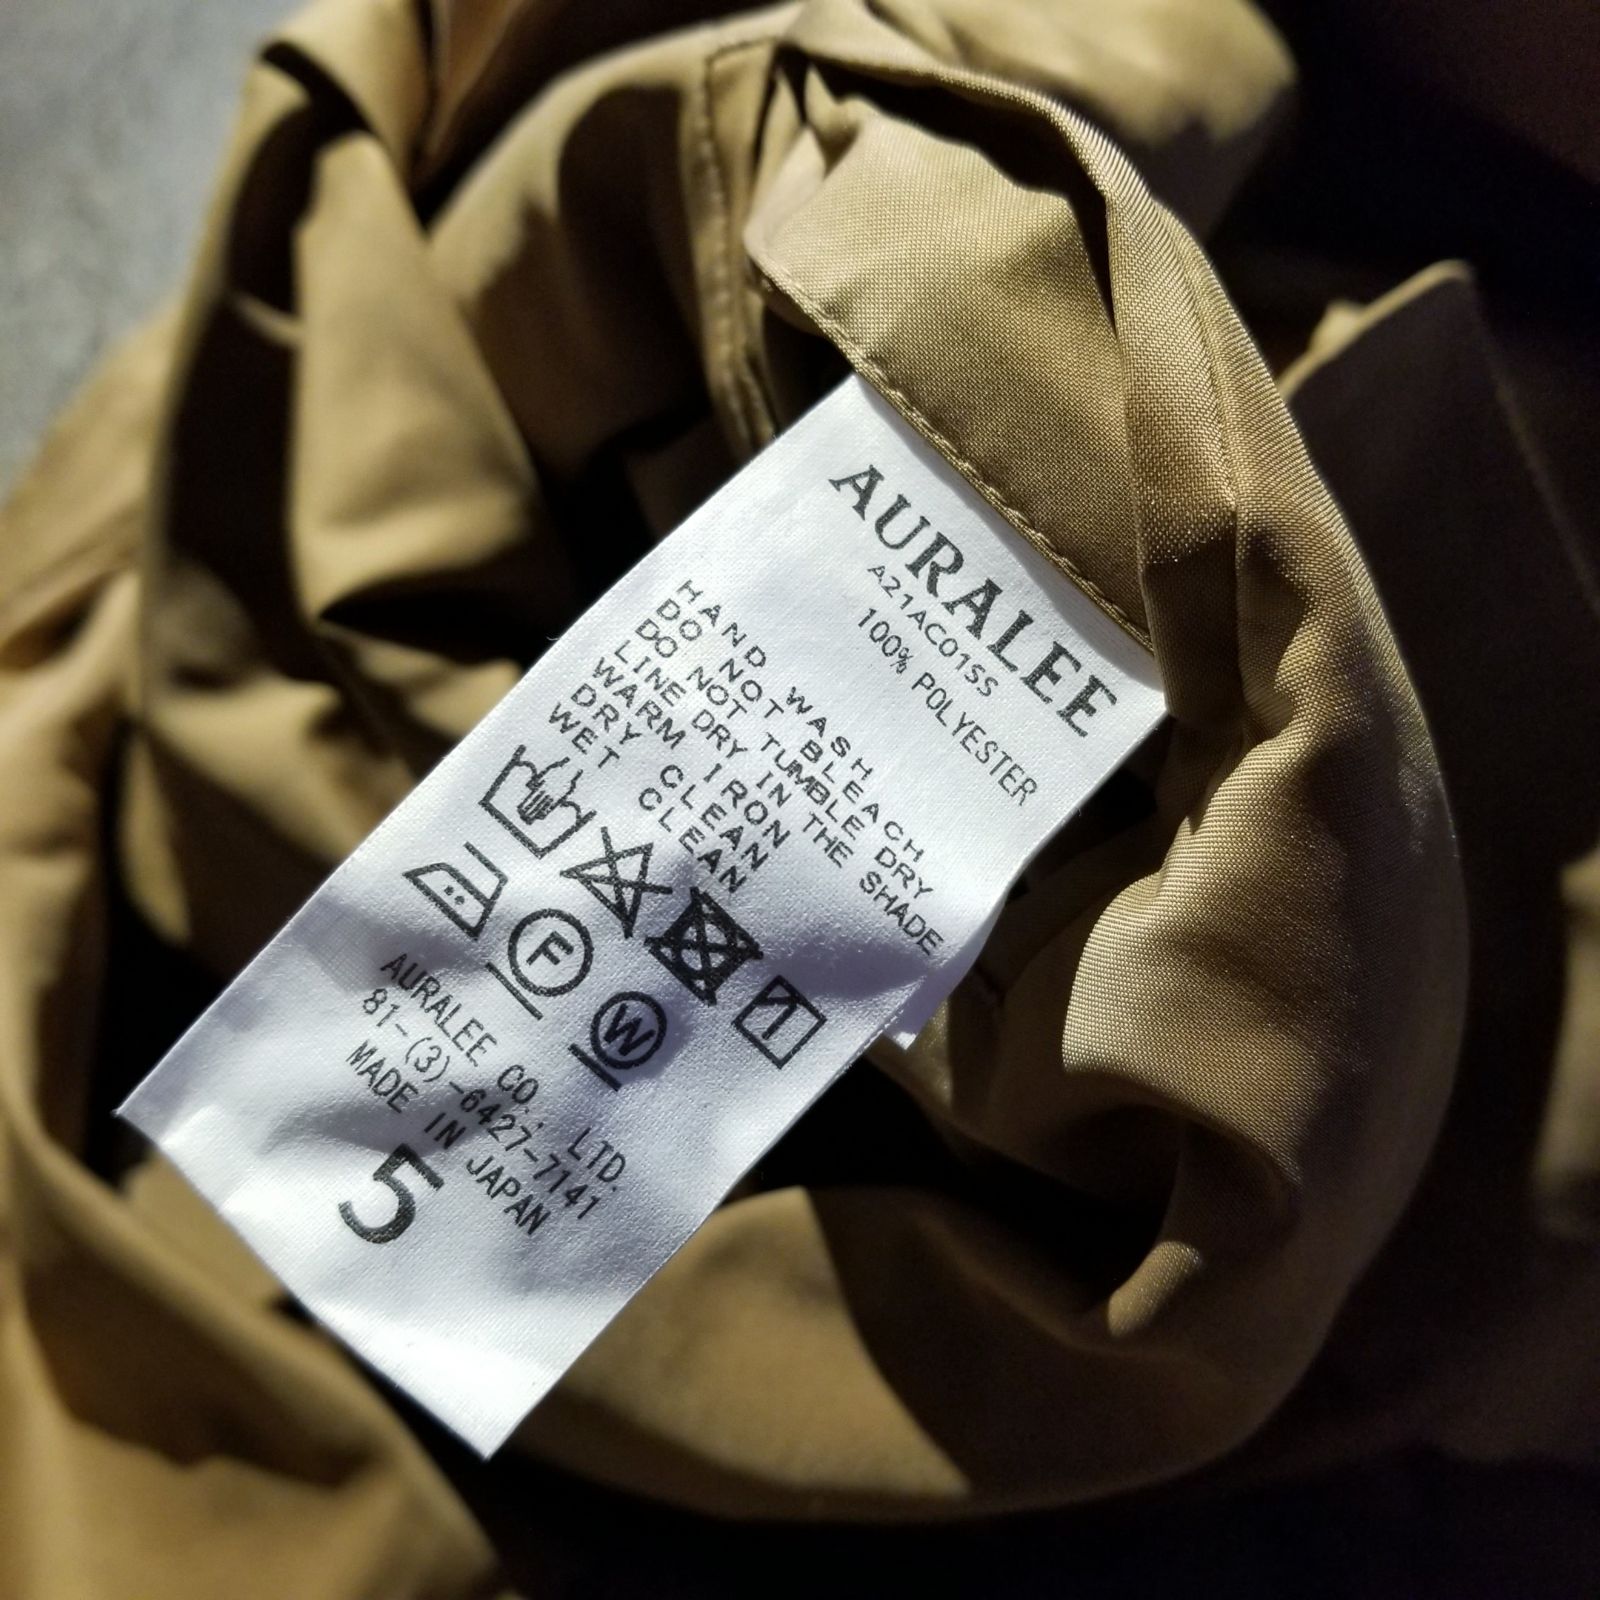 AURALEE
A21AC01SS
100% POLYESTER
HAND WASH
DO NOT BLEACH
DO NOT TUMBLE DRY
LINE DRY IN THE SHADE
WARM IRON
DRY CLEAN
WET CLEAN
F
W
AURALEE CO., LTD.
81-(3)-6427-7141
MADE IN JAPAN
5